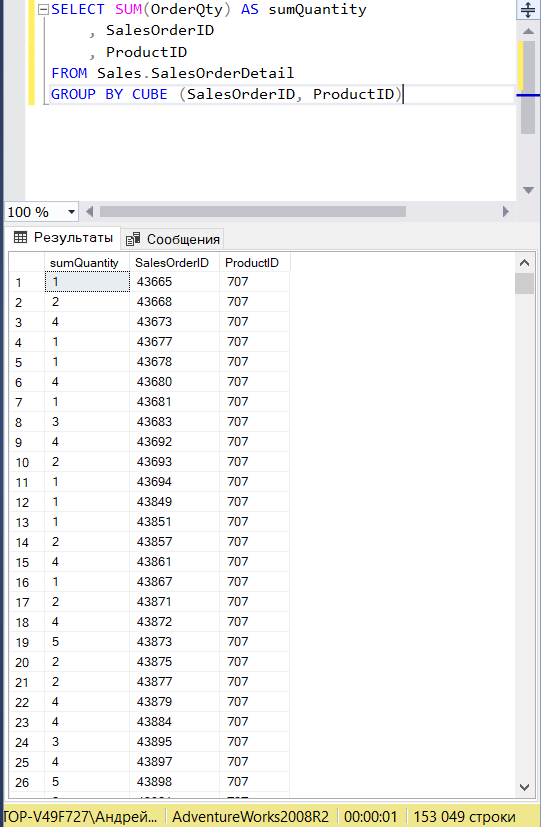 SELECT SUM(OrderQty) AS sumQuantity
, SalesOrderID
, ProductID
FROM Sales.SalesOrderDetail
GROUP BY CUBE (SalesOrderID, ProductID)
100 %
Результаты Сообщения
sumQuantity SalesOrderID ProductID
1 1 43665 707
2 2 43668 707
3 4 43673 707
4 1 43677 707
5 1 43678 707
6 4 43680 707
7 1 43681 707
8 3 43683 707
9 4 43692 707
10 2 43693 707
11 1 43694 707
12 1 43849 707
13 1 43851 707
14 2 43857 707
15 4 43861 707
16 1 43867 707
17 2 43871 707
18 4 43872 707
19 5 43873 707
20 2 43875 707
21 2 43877 707
22 4 43879 707
23 4 43884 707
24 3 43895 707
25 4 43897 707
26 5 43898 707
TOP-V49F727\Андрей... AdventureWorks2008R2 00:00:01 153 049 строки